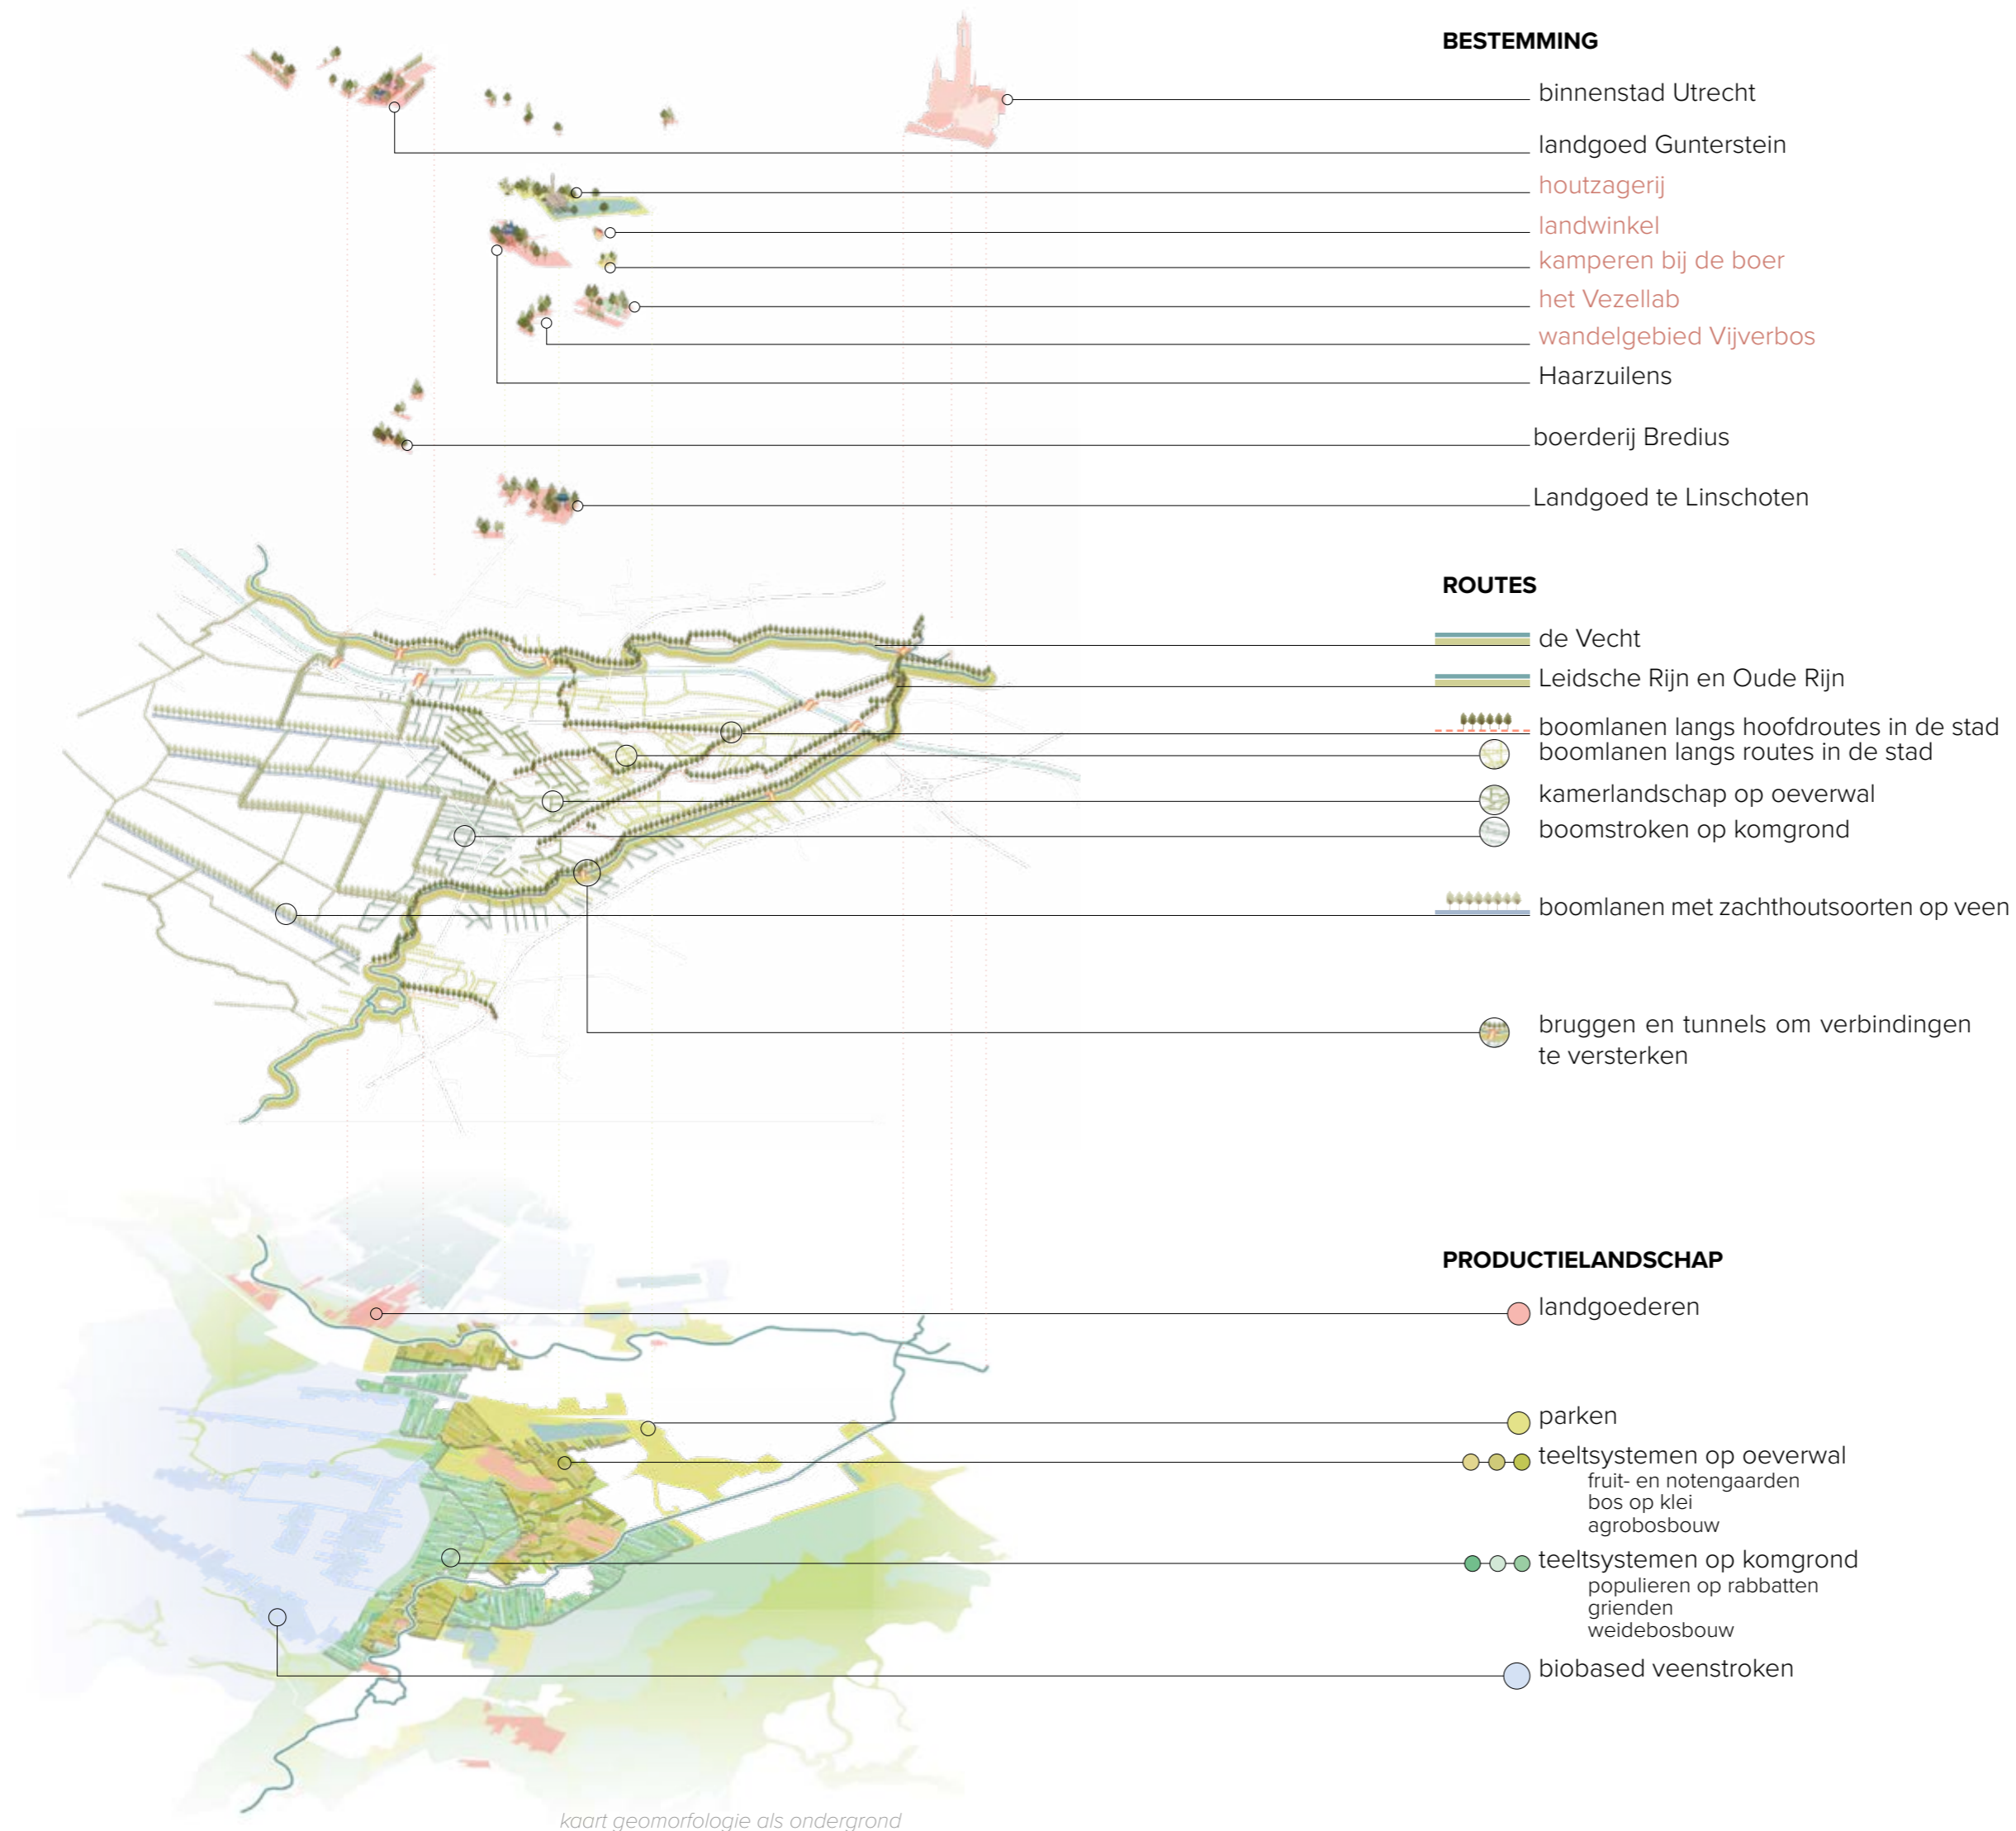 BESTEMMING
binnenstad Utrecht
landgoed Gunterstein
houtzagerij
landwinkel
kamperen bij de boer
het Vezellab
wandelgebied Vijverbos
Haarzuilens
boerderij Bredius
Landgoed te Linschoten
ROUTES
de Vecht
Leidsche Rijn en Oude Rijn
boomlanen langs hoofdroutes in de stad
boomlanen langs routes in de stad
kamerlandschap op oeverwal
boomstroken op komgrond
boomlanen met zachthoutsoorten op veen
bruggen en tunnels om verbindingen
te versterken
PRODUCTIELANDSCHAP
landgoederen
parken
teeltsystemen op oeverwal
fruit- en notengaarden
bos op klei
agrobosbouw
teeltsystemen op komgrond
populieren op rabbatten
grienden
weidebosbouw
biobased veenstroken
kaart geomorfologie als ondergrond